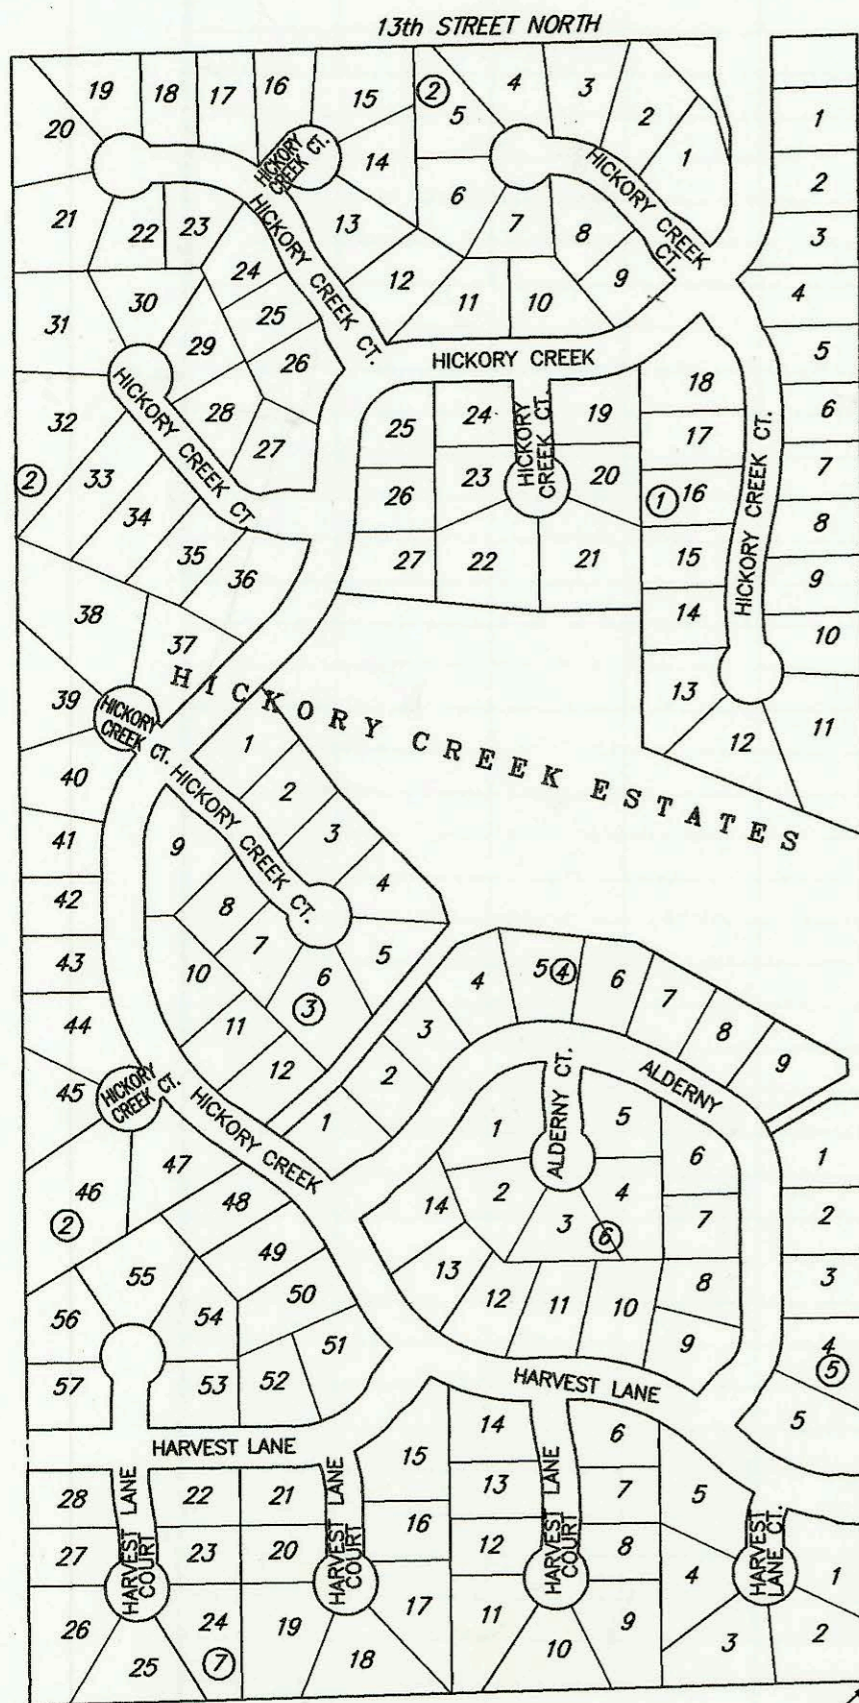 13th STREET NORTH
19 18 17 16 15 ② 4 3
5 2 1
20 HICKORY CREEK CT. 14 HICKORY CREEK CT. 1
6 2
21 22 23 HICKORY CREEK CT. 13 7 8 3
24 12 9
30 11 10 4
31 25
29 HICKORY CREEK 5
26 18
HICKORY CREEK CT. 28 25 24 HICKORY CREEK CT. 19 HICKORY CREEK CT. 6
32 27 17
② 33 26 23 20 ① 16 7
34 8
35 27 22 21 15 9
36
38 14 10
37
39 HICKORY CREEK CT. 13 11
12
HICKORY CREEK ESTATES
40 HICKORY CREEK CT. 1
2
41 9 3
42 8 4
7 5
43 10 6 4 5 ④ 6 7
③ 8
44 11 3 9
12 2
45 HICKORY CREEK CT. HICKORY CREEK 1 ALDERNY CT. ALDERNY
1 5
47 6 1
46 2 4
② 48 14 3 ⑥ 7 2
49
55 13 3
50 12 11 10 8
56 54
51 9 4 ⑤
57 53 52 HARVEST LANE 5
HARVEST LANE 14 6
15
28 HARVEST LANE COURT 22 21 HARVEST LANE COURT 13 HARVEST LANE COURT 7 5
16
27 23 20 12 8 HARVEST LANE CT.
4 1
26 24 19 17 11 9
25 ⑦ 18 10 3 2